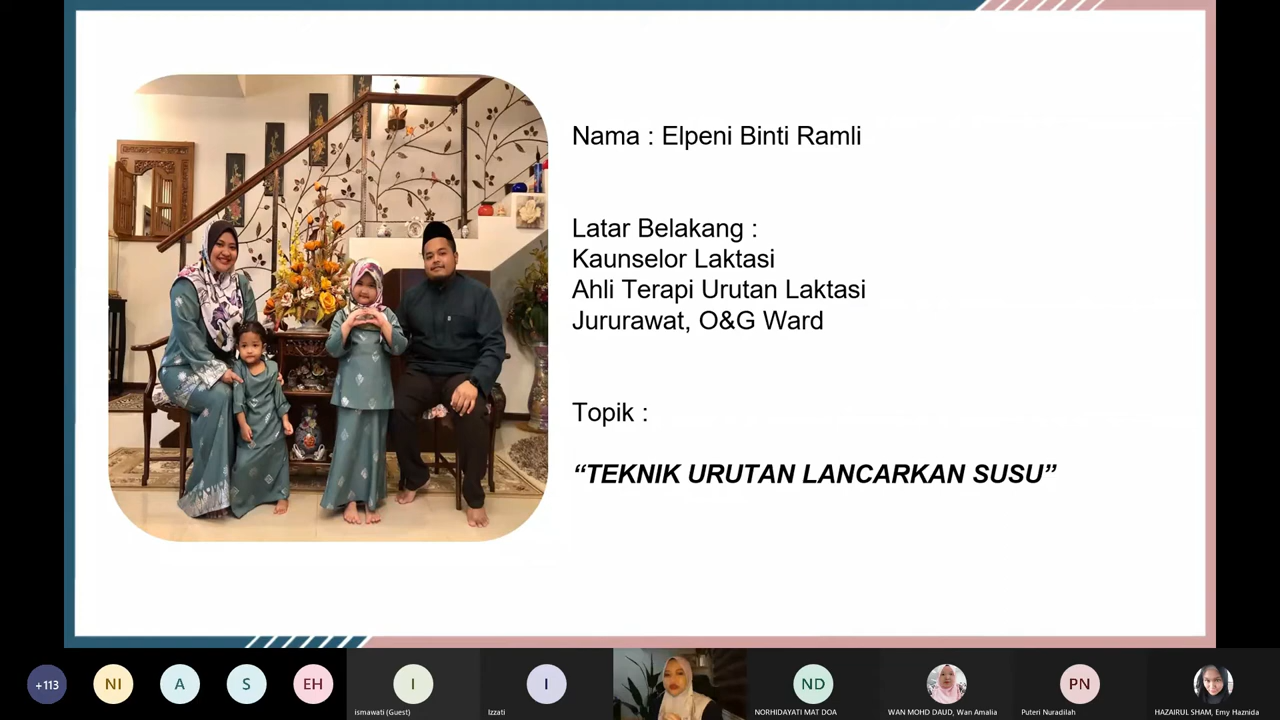 Nama : Elpeni Binti Ramli
Latar Belakang :
Kaunselor Laktasi
Ahli Terapi Urutan Laktasi
Jururawat, O&G Ward
Topik :
“TEKNIK URUTAN LANCARKAN SUSU”
+113
NI
A
S
EH
I
ismawati (Guest)
I
Izzati
ND
NORHIDAYATI MAT DOA
WAN MOHD DAUD, Wan Amalia
PN
Puteri Nuradilah
HAZAIRUL SHAM, Emy Haznida